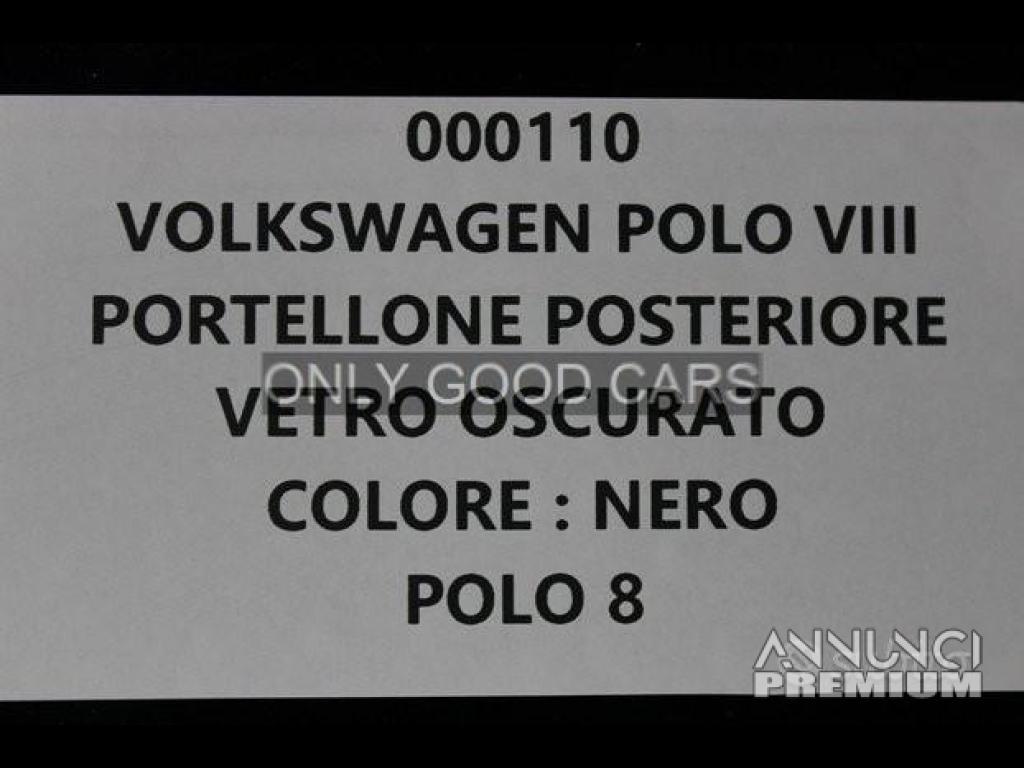 000110
VOLKSWAGEN POLO VIII
PORTELLONE POSTERIORE
ONLY GOOD CARS
VETRO OSCURATO
COLORE : NERO
POLO 8
ANNUNCI
PREMIUM